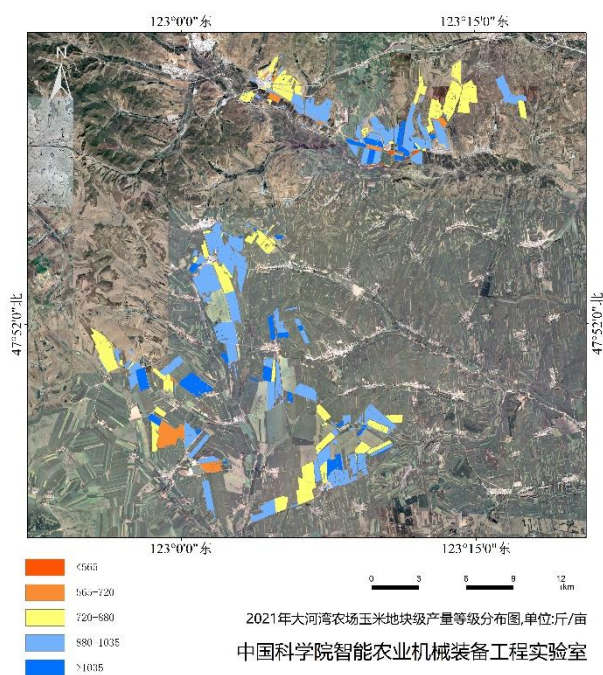 123°0'0"东 123°15'0"东
N
47°52'0"北 47°52'0"北
123°0'0"东 123°15'0"东
<565
565-720
720-880
880-1035
>1035
0 3 6 9 12
km
2021年大河湾农场玉米地块级产量等级分布图,单位:斤/亩
中国科学院智能农业机械装备工程实验室